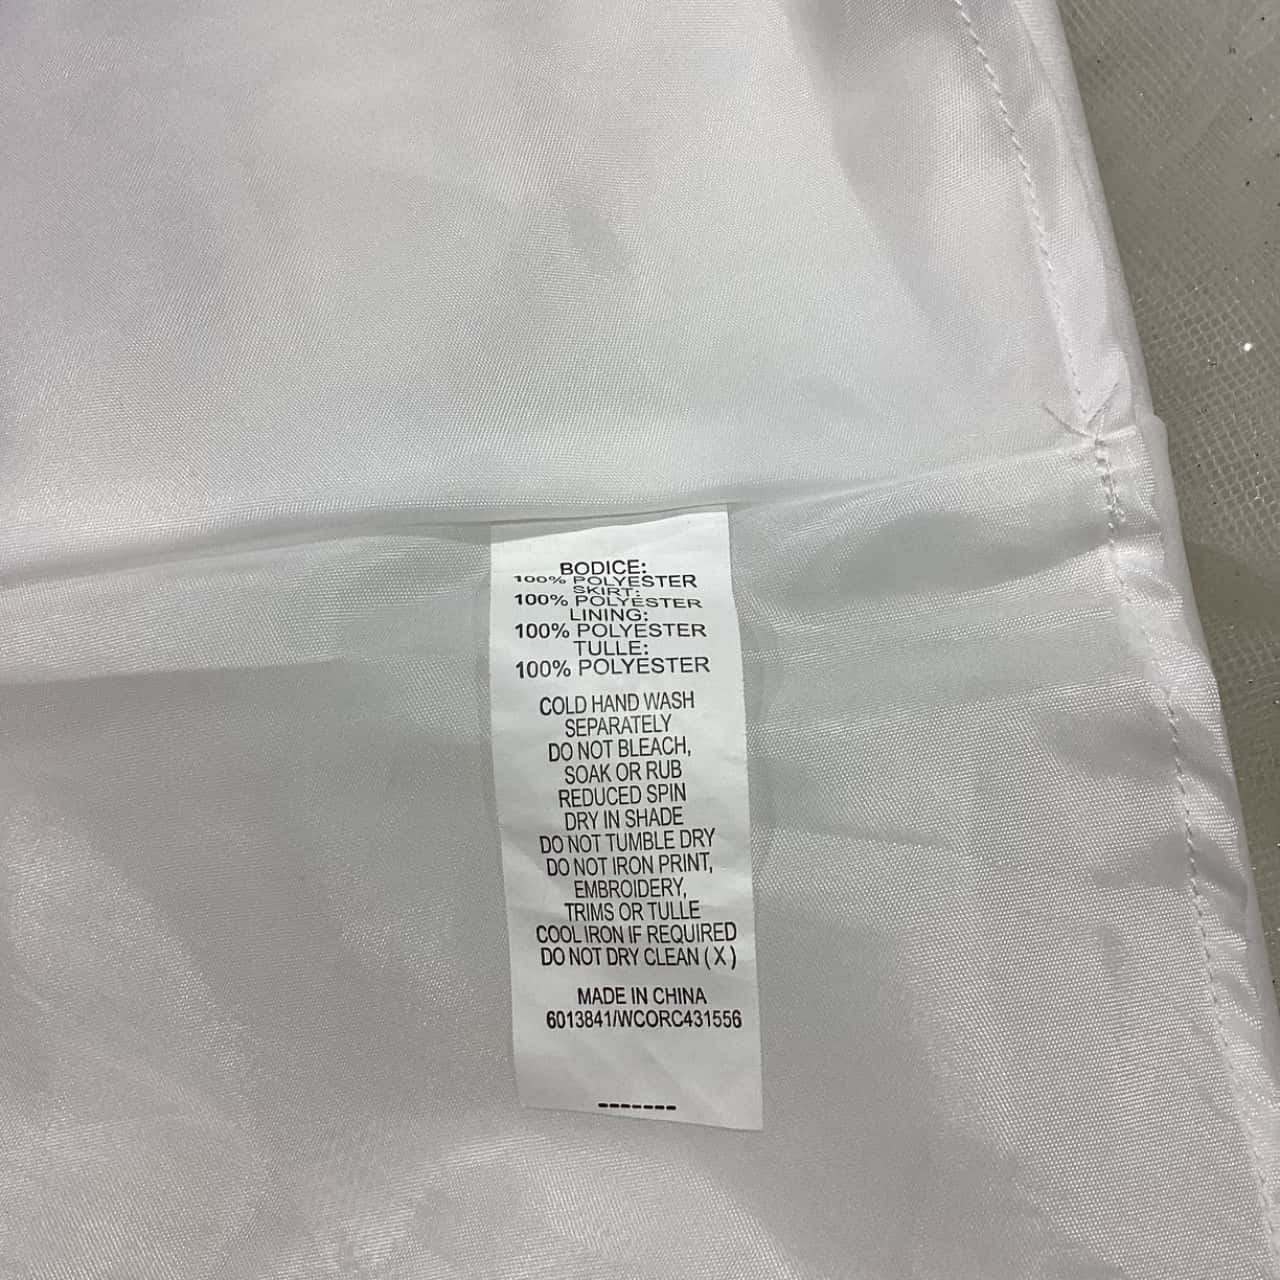 BODICE:
100% POLYESTER
SKIRT:
100% POLYESTER
LINING:
100% POLYESTER
TULLE:
100% POLYESTER
COLD HAND WASH
SEPARATELY
DO NOT BLEACH,
SOAK OR RUB
REDUCED SPIN
DRY IN SHADE
DO NOT TUMBLE DRY
DO NOT IRON PRINT,
EMBROIDERY,
TRIMS OR TULLE
COOL IRON IF REQUIRED
DO NOT DRY CLEAN ( X )
MADE IN CHINA
6013841/WCORC431556
-------